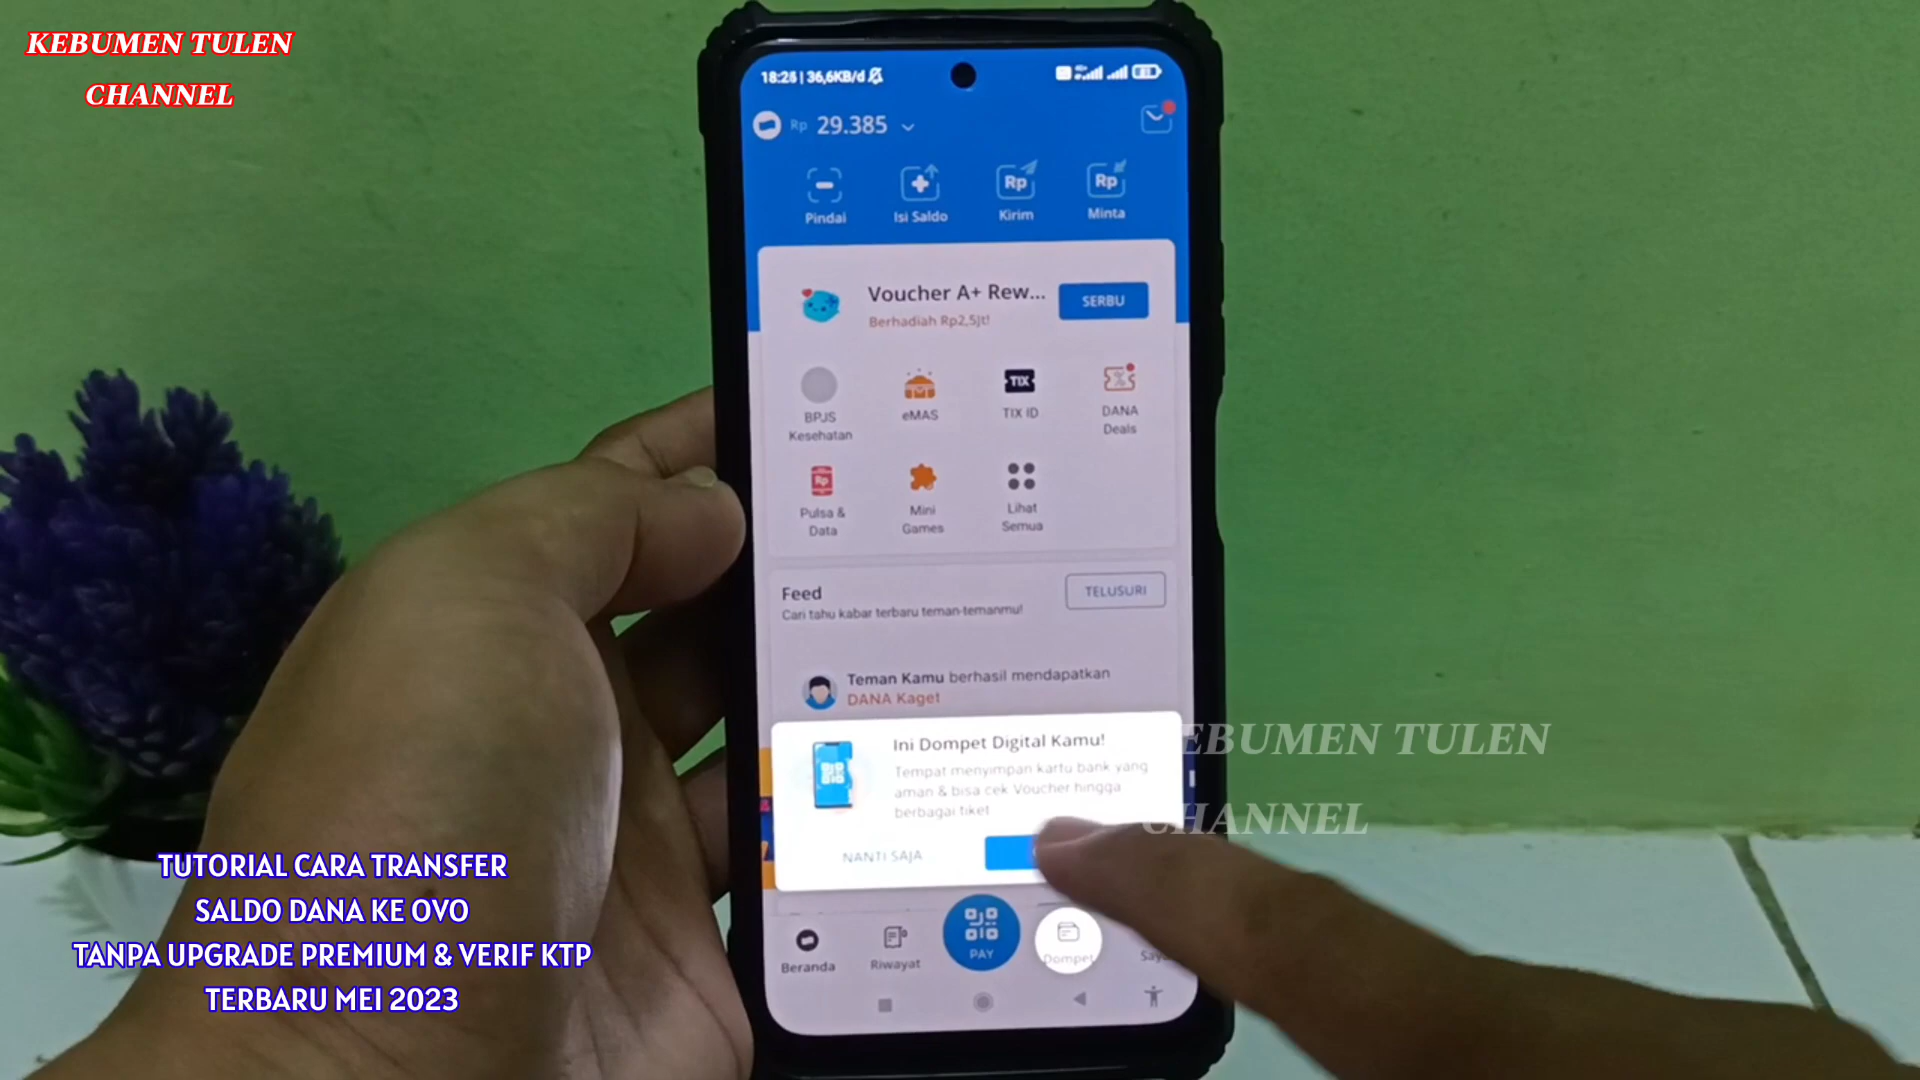 KEBUMEN TULEN
CHANNEL
18:25 | 36,6KB/d
Rp 29.385
Pindai
Isi Saldo
Rp
Kirim
Rp
Minta
Voucher A+ Rew...
Berhadiah Rp2,5Jt!
SERBU
BPJS
Kesehatan
eMAS
TIX
TIX ID
DANA
Deals
Rp
Pulsa &
Data
Mini
Games
Lihat
Semua
Feed
Cari tahu kabar terbaru teman-temanmu!
TELUSURI
Teman Kamu berhasil mendapatkan
DANA Kaget
Ini Dompet Digital Kamu!
Tempat menyimpan kartu bank yang
aman & bisa cek Voucher hingga
berbagai tiket
NANTI SAJA
Beranda
Riwayat
PAY
Dompet
KEBUMEN TULEN
CHANNEL
TUTORIAL CARA TRANSFER
SALDO DANA KE OVO
TANPA UPGRADE PREMIUM & VERIF KTP
TERBARU MEI 2023